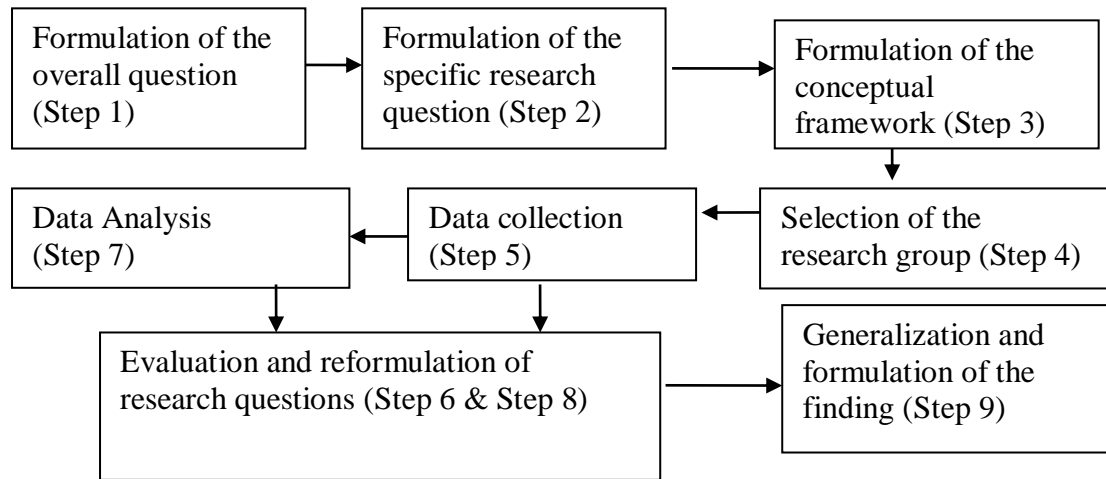 Formulation of the
overall question
(Step 1)
Formulation of the
specific research
question (Step 2)
Formulation of the
conceptual
framework (Step 3)
Data Analysis
(Step 7)
Data collection
(Step 5)
Selection of the
research group (Step 4)
Evaluation and reformulation of
research questions (Step 6 & Step 8)
Generalization and
formulation of the
finding (Step 9)